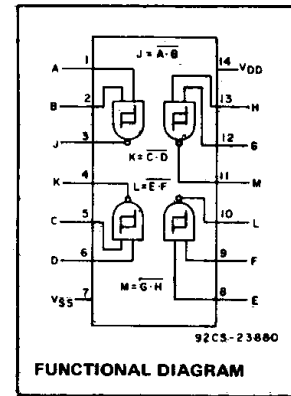 J = A·B
A 1
14 VDD
B 2
13 H
J 3
12 G
K = C·D
K 4
11 M
L = E·F
C 5
10 L
D 6
9 F
M = G·H
VSS 7
8 E
92CS-23880
FUNCTIONAL DIAGRAM